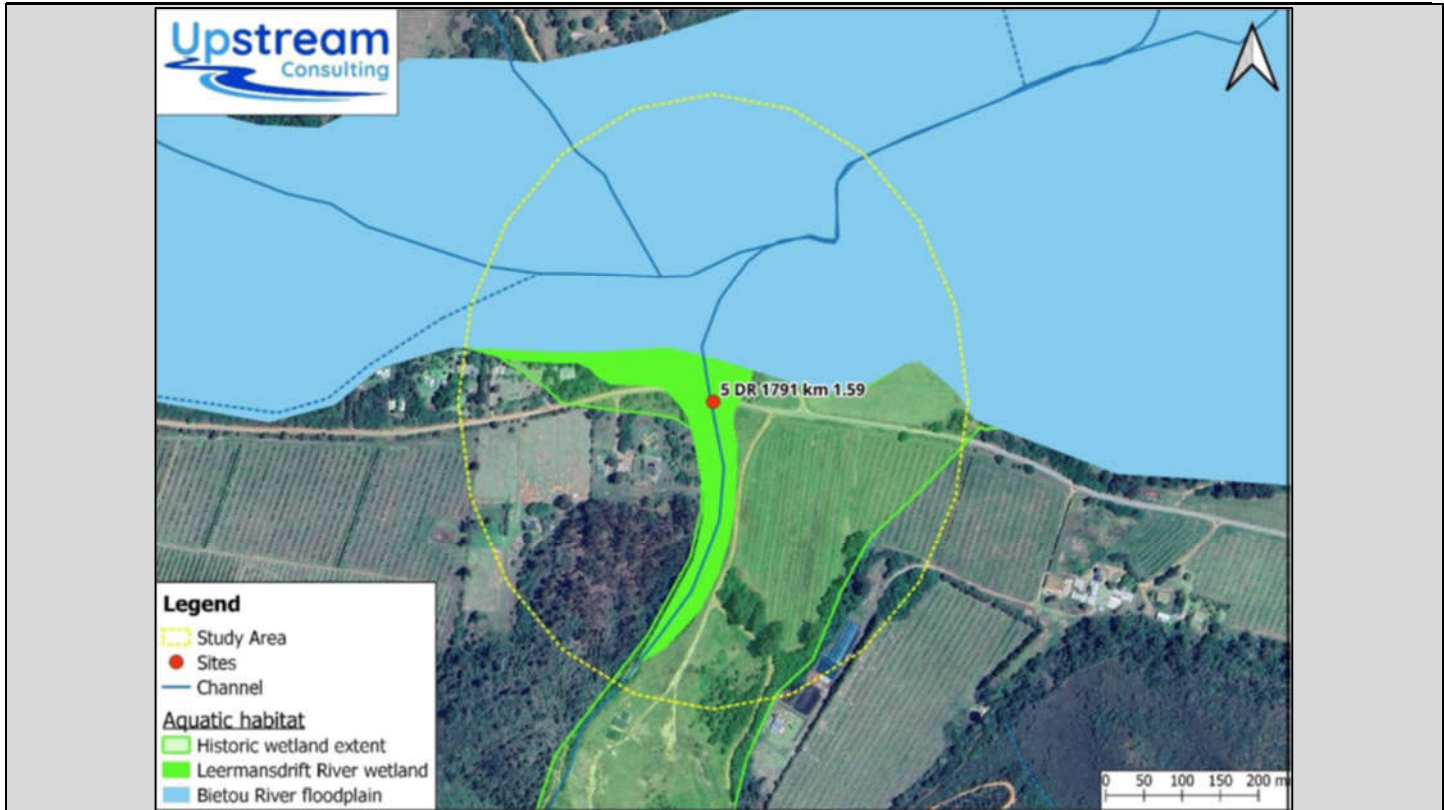 Upstream
Consulting
5 DR 1791 km 1.59
Legend
Study Area
Sites
Channel
Aquatic habitat
Historic wetland extent
Leermansdrift River wetland
Bietou River floodplain
0 50 100 150 200 m